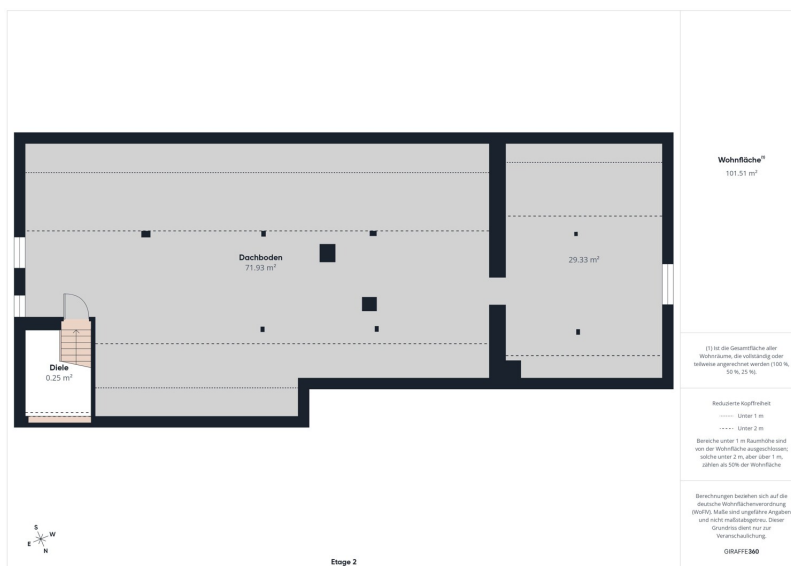 Wohnfläche⁽¹⁾
101.51 m²
Dachboden
71.93 m²
29.33 m²
Diele
0.25 m²
(1) Ist die Gesamtfläche aller
Wohnräume, die vollständig oder
teilweise angerechnet werden (100 %,
50 %, 25 %).
Reduzierte Kopffreiheit
Unter 1 m
Unter 2 m
Bereiche unter 1 m Raumhöhe sind
von der Wohnfläche ausgeschlossen;
solche unter 2 m, aber über 1 m,
zählen als 50% der Wohnfläche
Berechnungen beziehen sich auf die
deutsche Wohnflächenverordnung
(WoFlV). Maße sind ungefähre Angaben
und nicht maßstabsgetreu. Dieser
Grundriss dient nur zur
Veranschaulichung.
GIRAFFE360
S
W
E
N
Etage 2